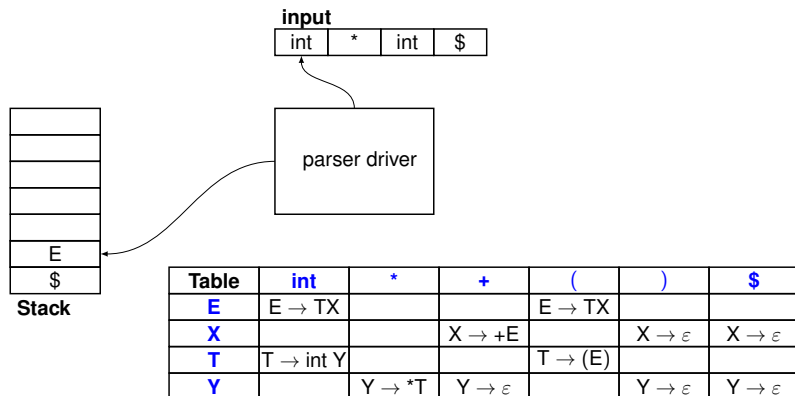 input
int * int $
parser driver
E
$
Stack
Table int * + ( ) $
E E → TX E → TX
X X → +E X → ε X → ε
T T → int Y T → (E)
Y Y → *T Y → ε Y → ε Y → ε